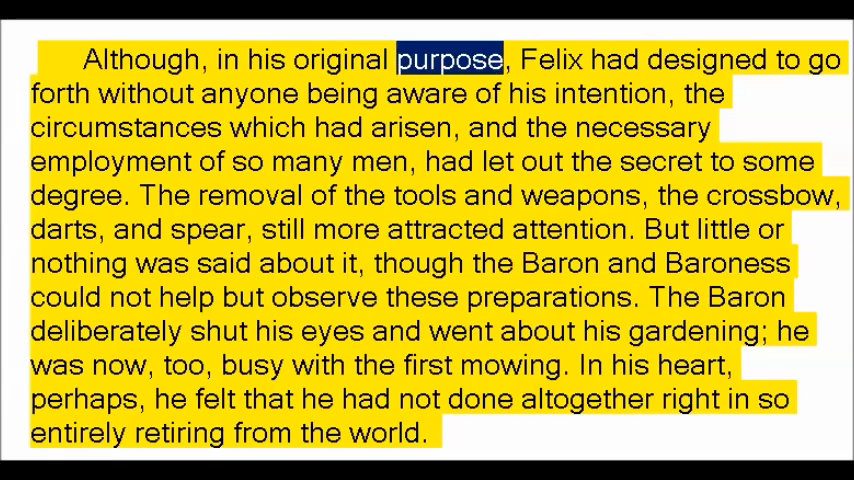 Although, in his original purpose, Felix had designed to go
forth without anyone being aware of his intention, the
circumstances which had arisen, and the necessary
employment of so many men, had let out the secret to some
degree. The removal of the tools and weapons, the crossbow,
darts, and spear, still more attracted attention. But little or
nothing was said about it, though the Baron and Baroness
could not help but observe these preparations. The Baron
deliberately shut his eyes and went about his gardening; he
was now, too, busy with the first mowing. In his heart,
perhaps, he felt that he had not done altogether right in so
entirely retiring from the world.